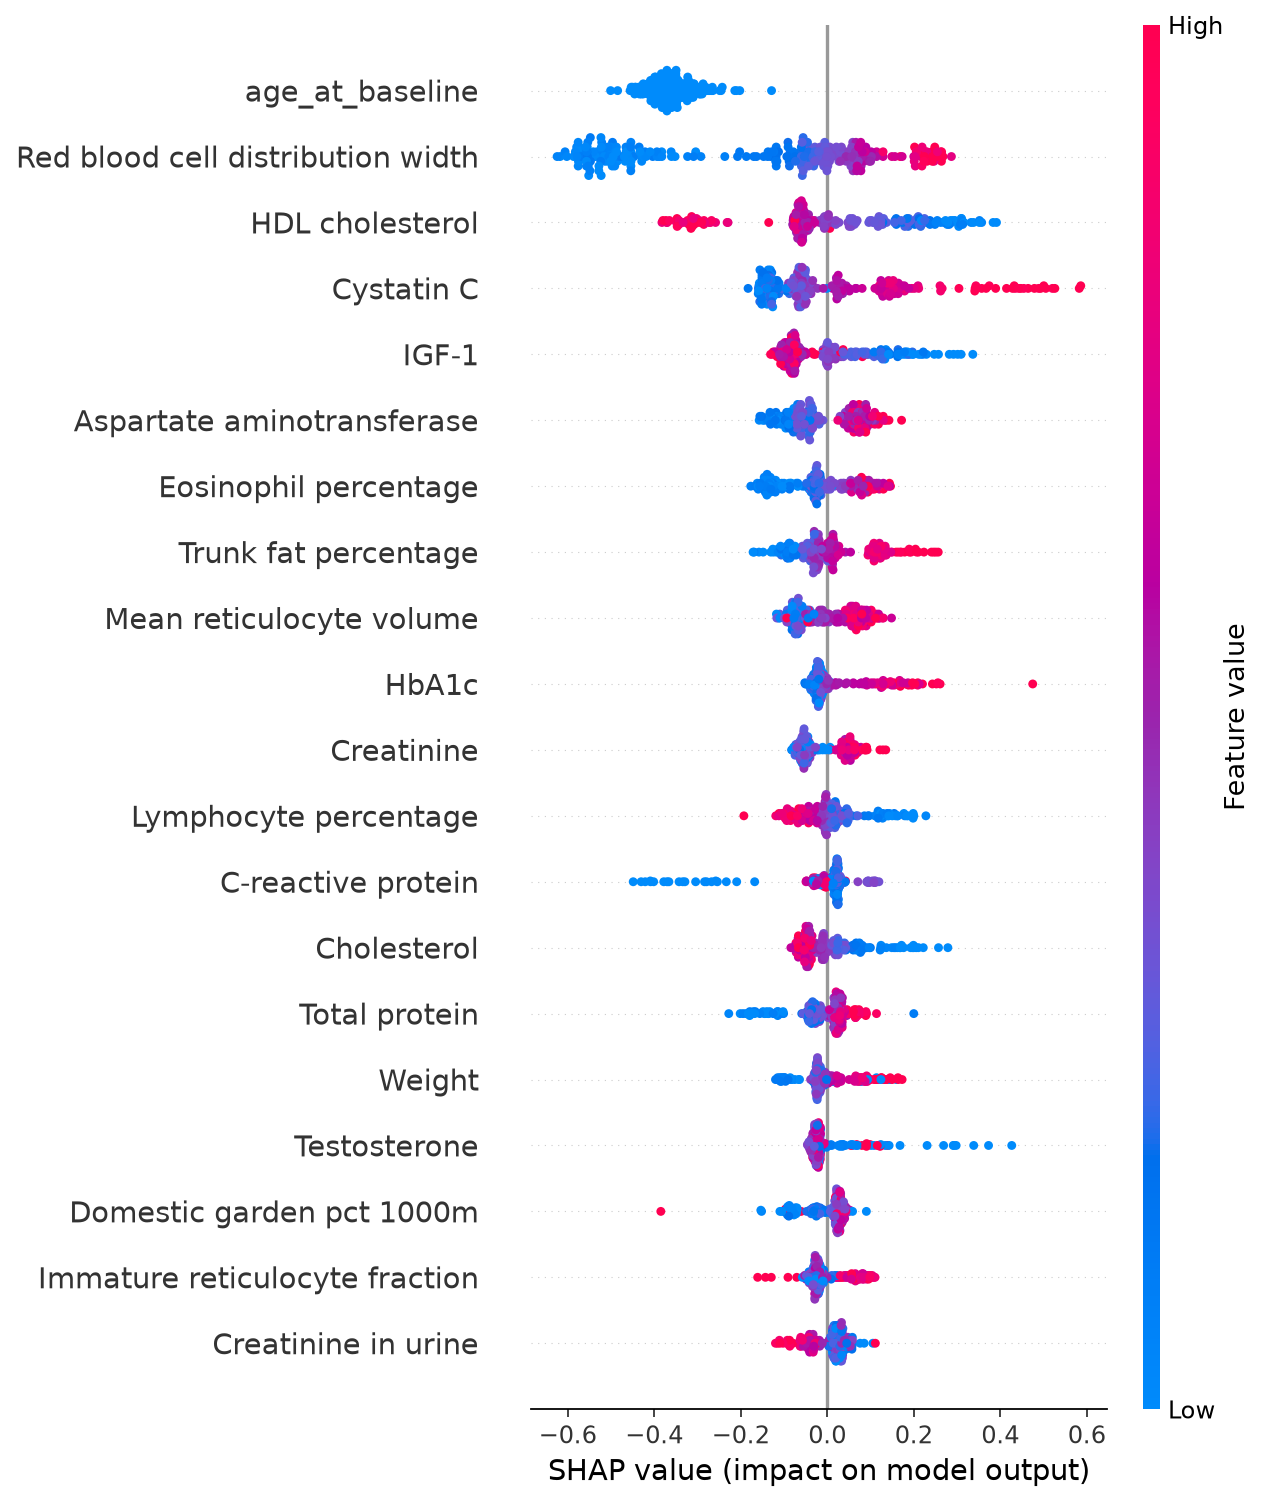 High
age_at_baseline
Red blood cell distribution width
HDL cholesterol
Cystatin C
IGF-1
Aspartate aminotransferase
Eosinophil percentage
Trunk fat percentage
Mean reticulocyte volume
HbA1c
Creatinine
Lymphocyte percentage
C-reactive protein
Cholesterol
Total protein
Weight
Testosterone
Domestic garden pct 1000m
Immature reticulocyte fraction
Creatinine in urine
Feature value
Low
−0.6 −0.4 −0.2 0.0 0.2 0.4 0.6
SHAP value (impact on model output)